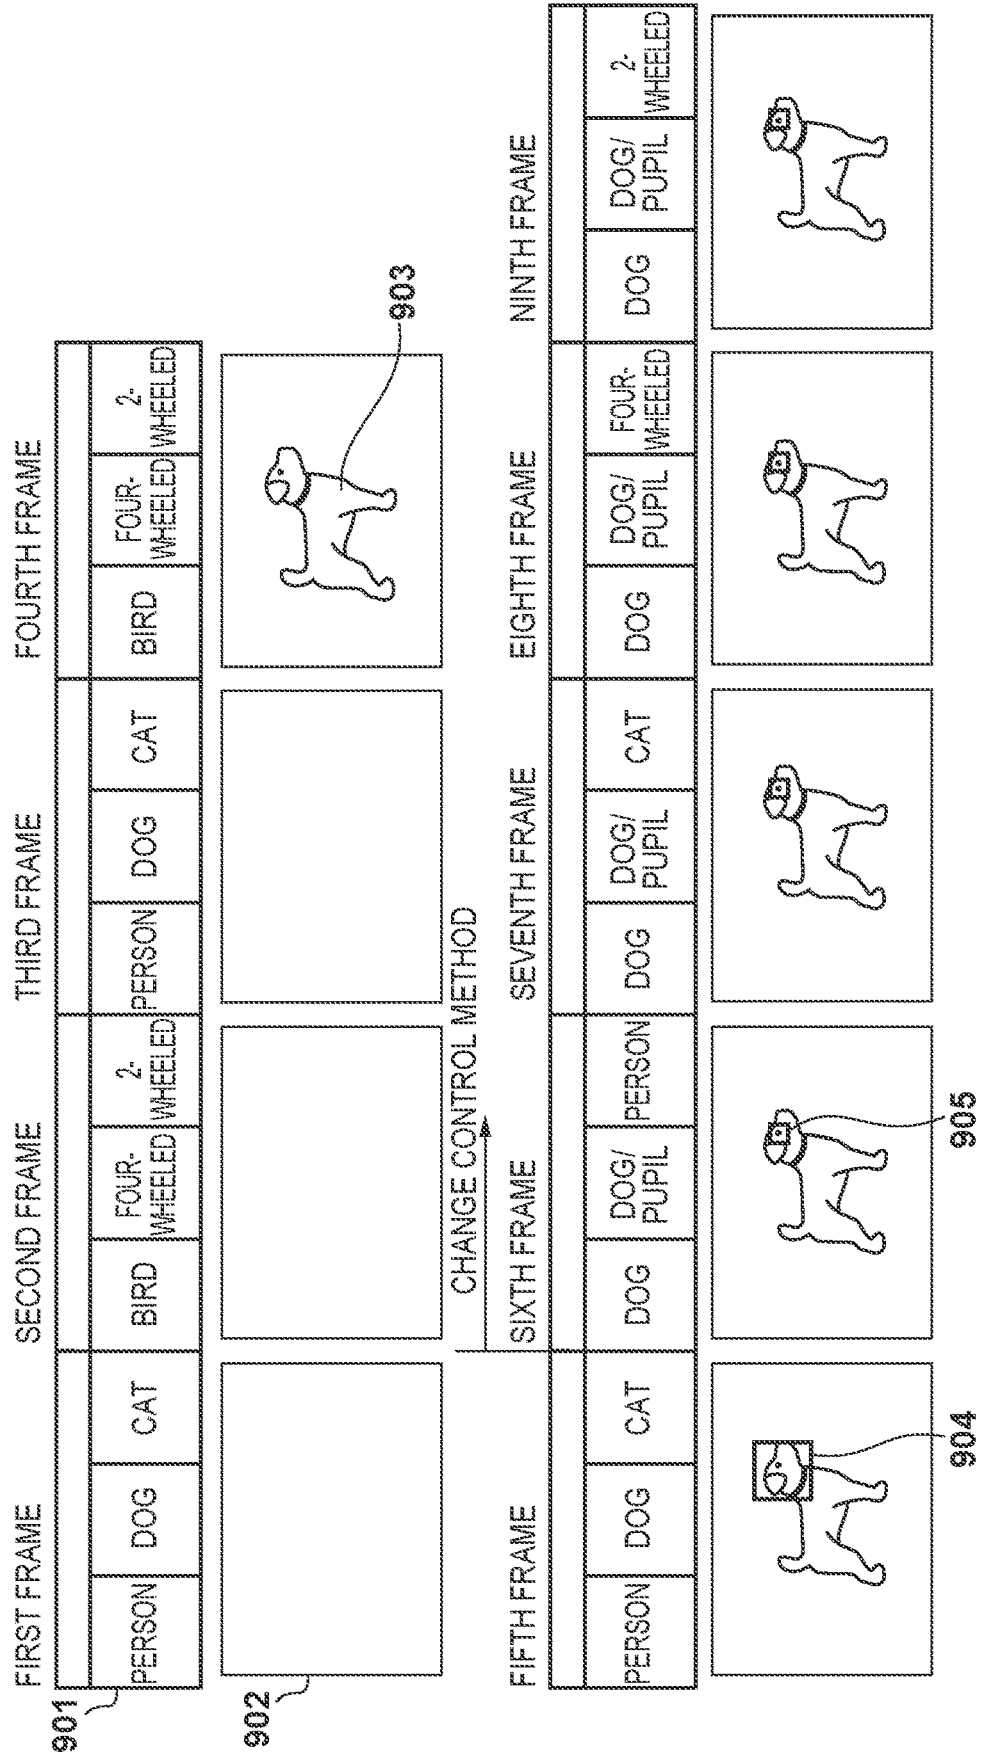 FIRST FRAME SECOND FRAME THIRD FRAME FOURTH FRAME
901
PERSON DOG CAT BIRD FOUR- 2- PERSON DOG CAT BIRD FOUR- 2-
WHEELED WHEELED WHEELED WHEELED
902
903
CHANGE CONTROL METHOD
FIFTH FRAME SIXTH FRAME SEVENTH FRAME EIGHTH FRAME NINTH FRAME
PERSON DOG CAT DOG DOG/ PERSON DOG DOG/ CAT DOG DOG/ FOUR- DOG DOG/ 2-
PUPIL PUPIL PUPIL WHEELED PUPIL WHEELED
904
905